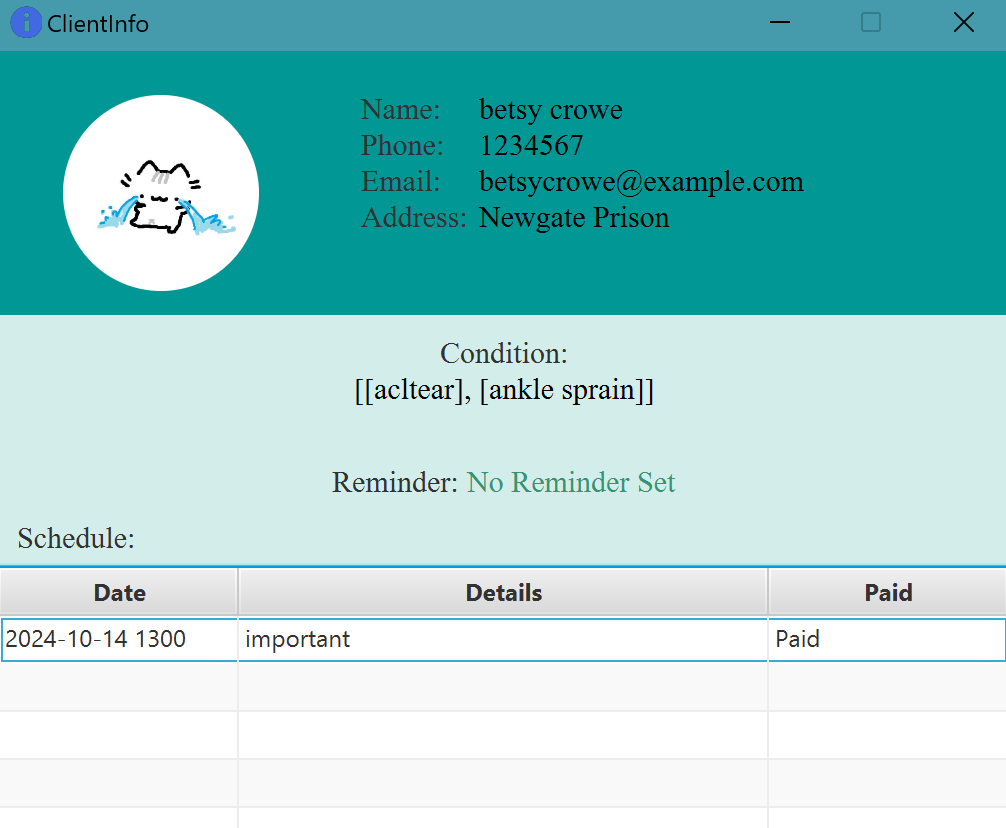 ClientInfo
Name: betsy crowe
Phone: 1234567
Email: betsycrowe@example.com
Address: Newgate Prison
Condition:
[[acltear], [ankle sprain]]
Reminder: No Reminder Set
Schedule:
Date Details Paid
2024-10-14 1300 important Paid